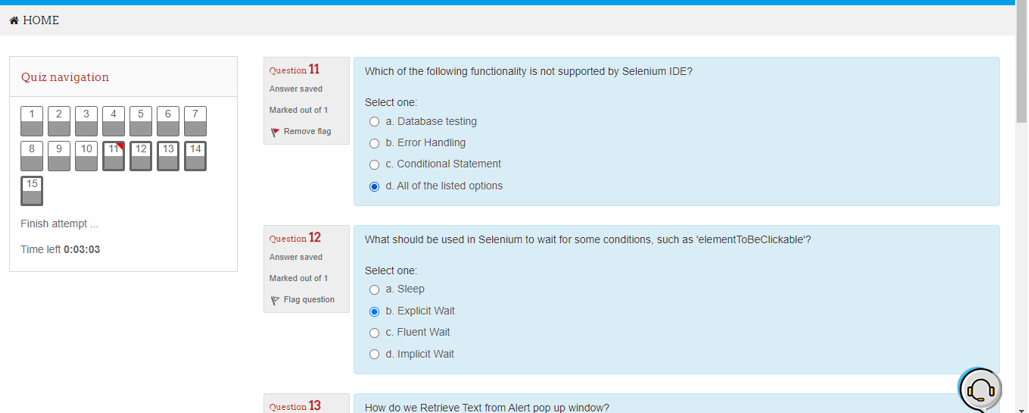 HOME
Quiz navigation
1 2 3 4 5 6 7
8 9 10 11 12 13 14
15
Finish attempt ...
Time left 0:03:03
Question 11
Answer saved
Marked out of 1
Remove flag
Which of the following functionality is not supported by Selenium IDE?
Select one:
a. Database testing
b. Error Handling
c. Conditional Statement
d. All of the listed options
Question 12
Answer saved
Marked out of 1
Flag question
What should be used in Selenium to wait for some conditions, such as 'elementToBeClickable'?
Select one:
a. Sleep
b. Explicit Wait
c. Fluent Wait
d. Implicit Wait
Question 13
How do we Retrieve Text from Alert pop up window?